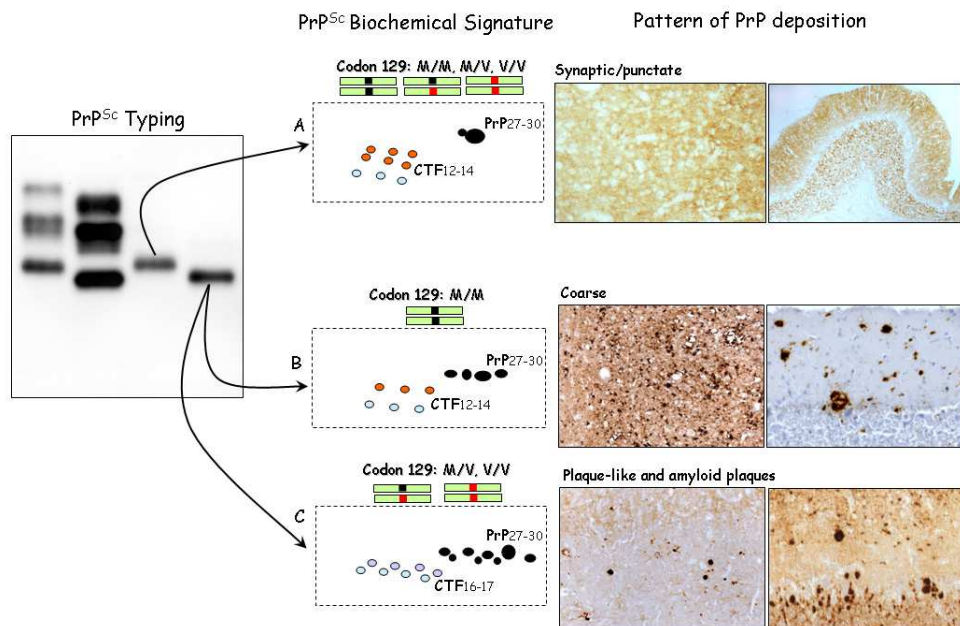 PrPSc Biochemical Signature
Pattern of PrP deposition
Codon 129: M/M, M/V, V/V
Synaptic/punctate
PrPSc Typing
A
PrP27-30
CTF12-14
Codon 129: M/M
Coarse
B
PrP27-30
CTF12-14
Codon 129: M/V, V/V
Plaque-like and amyloid plaques
C
PrP27-30
CTF16-17